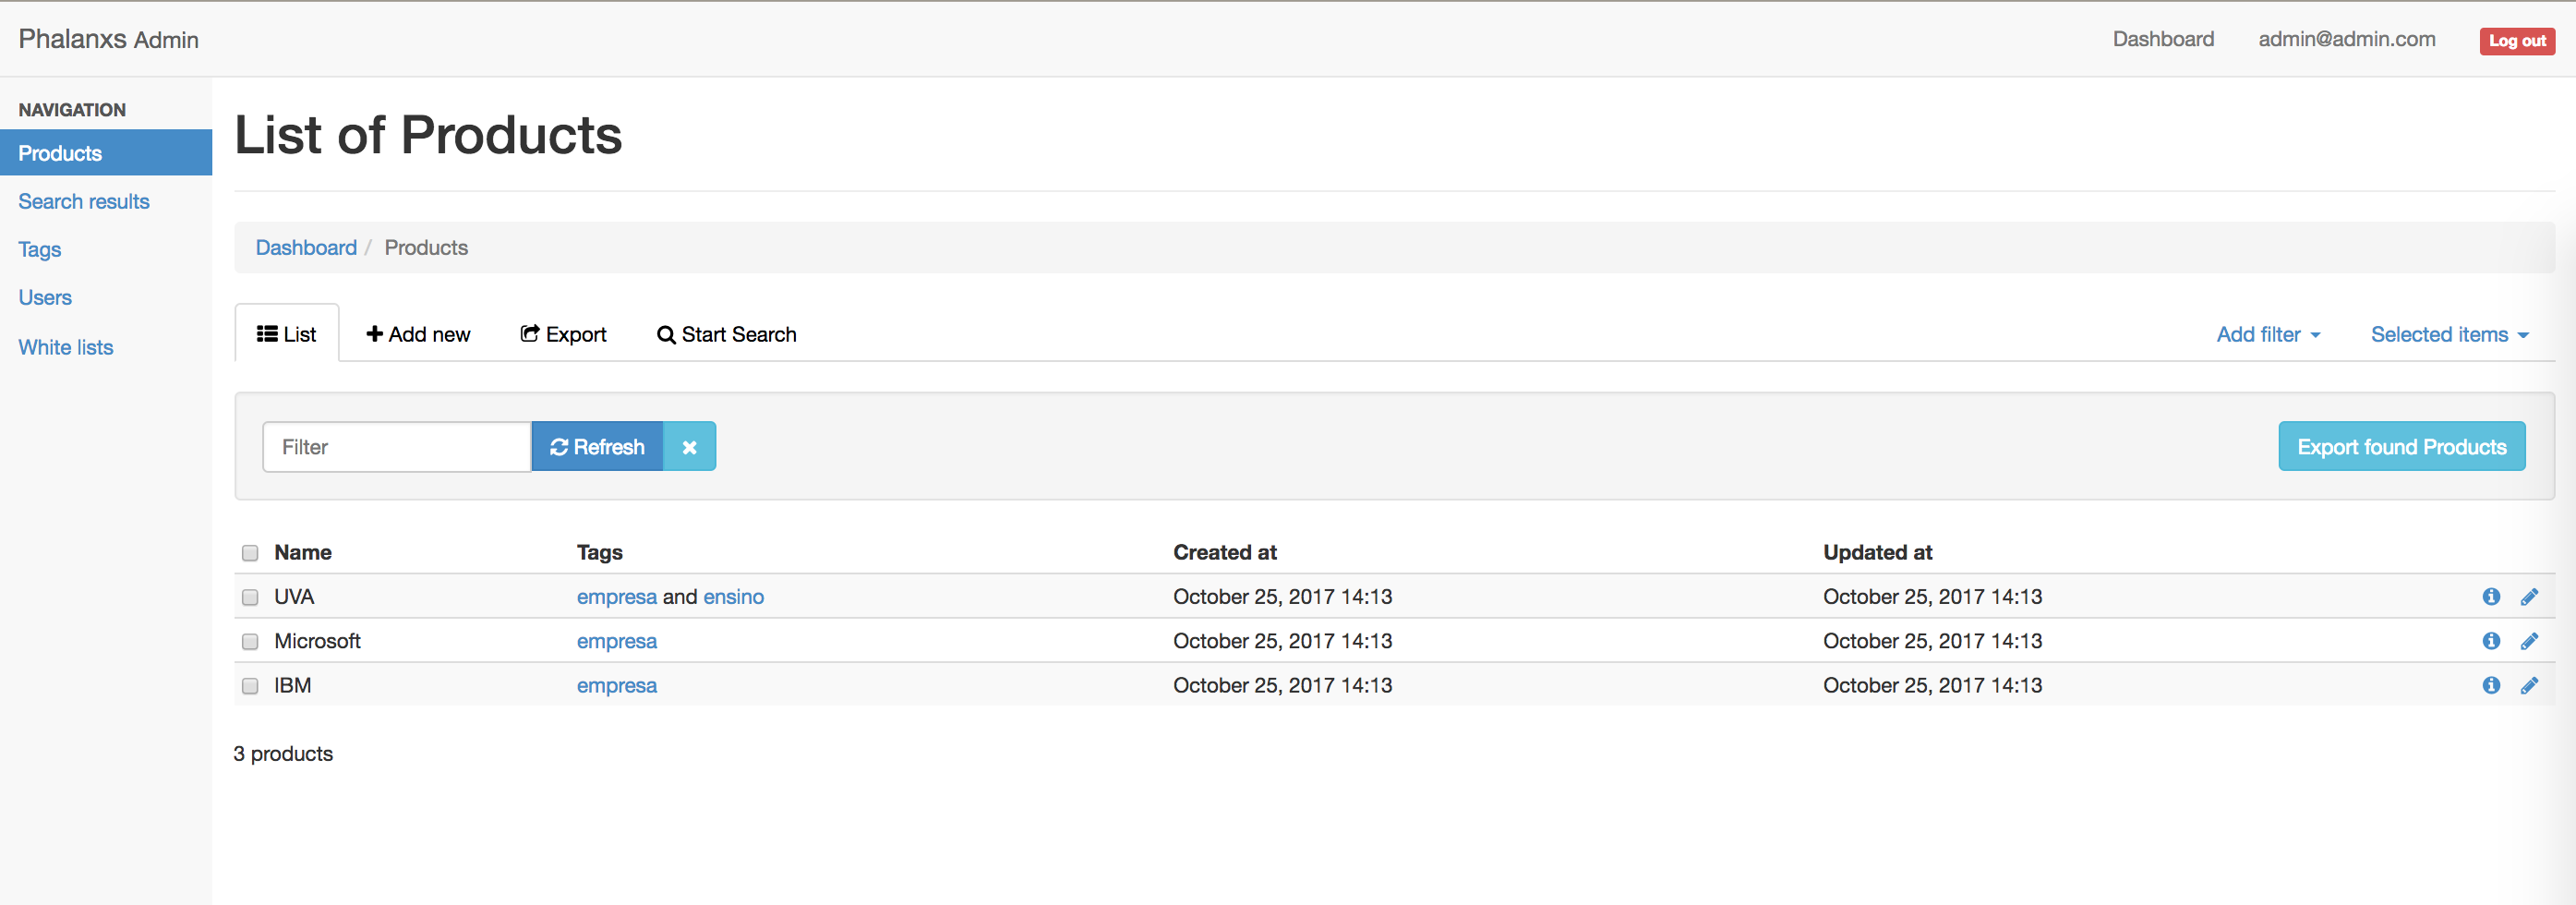 Phalanxs Admin
Dashboard admin@admin.com Log out
NAVIGATION
Products
Search results
Tags
Users
White lists
List of Products
Dashboard / Products
List Add new Export Start Search
Add filter Selected items
Filter Refresh Export found Products
Name Tags Created at Updated at
UVA empresa and ensino October 25, 2017 14:13 October 25, 2017 14:13
Microsoft empresa October 25, 2017 14:13 October 25, 2017 14:13
IBM empresa October 25, 2017 14:13 October 25, 2017 14:13
3 products